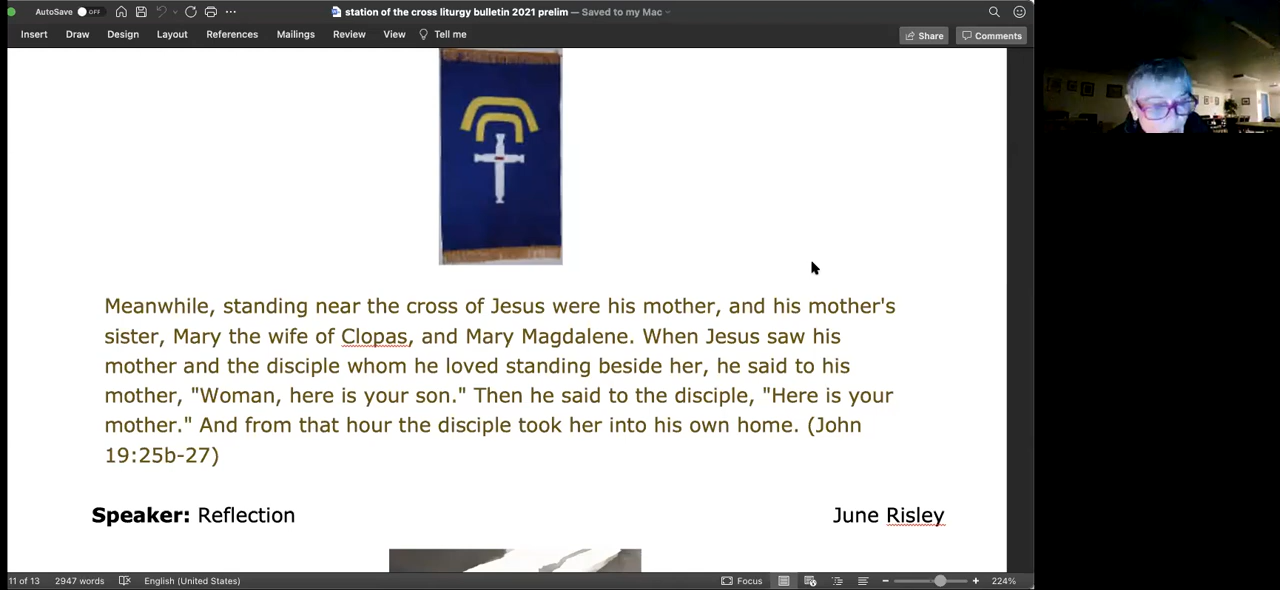 AutoSave OFF station of the cross liturgy bulletin 2021 prelim — Saved to my Mac
Insert Draw Design Layout References Mailings Review View Tell me Share Comments
Meanwhile, standing near the cross of Jesus were his mother, and his mother's
sister, Mary the wife of Clopas, and Mary Magdalene. When Jesus saw his
mother and the disciple whom he loved standing beside her, he said to his
mother, "Woman, here is your son." Then he said to the disciple, "Here is your
mother." And from that hour the disciple took her into his own home. (John
19:25b-27)
Speaker: Reflection June Risley
11 of 13 2947 words English (United States) Focus 224%